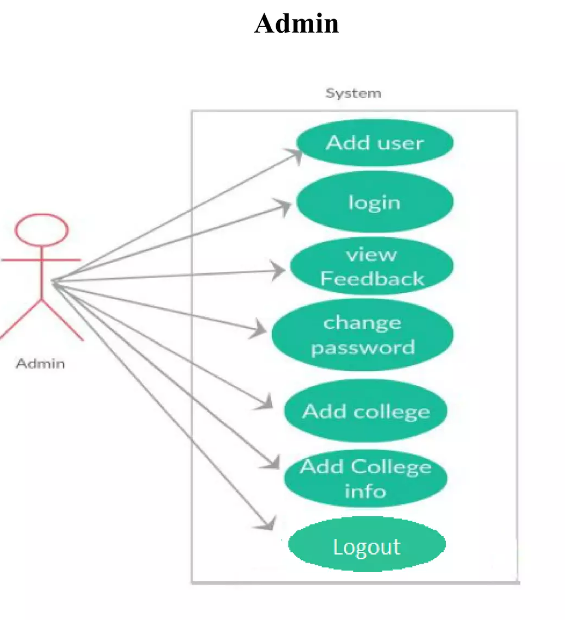 Admin
System
Add user
login
view
Feedback
change
password
Admin
Add college
Add College
info
Logout